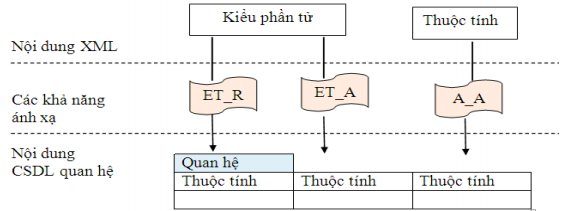 Kiểu phần tử
Thuộc tính
Nội dung XML
ET_R
ET_A
A_A
Các khả năng
ánh xạ
Nội dung
CSDL quan hệ
Quan hệ
Thuộc tính
Thuộc tính
Thuộc tính